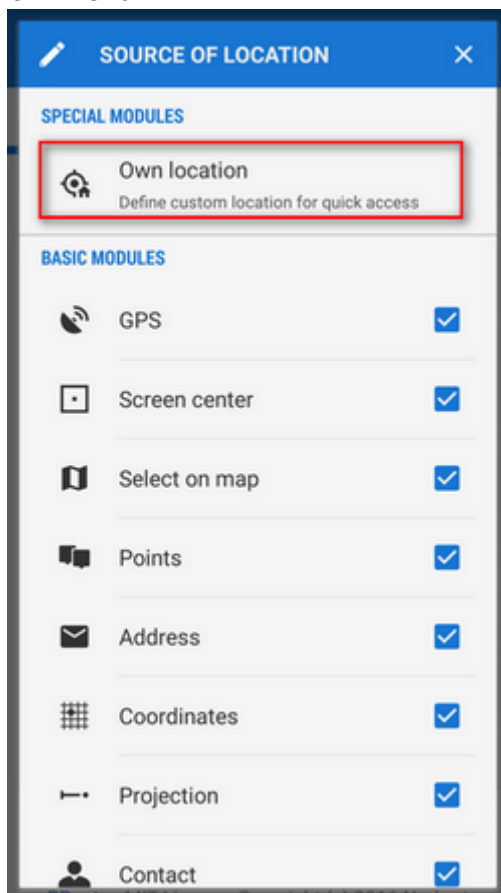 SOURCE OF LOCATION
SPECIAL MODULES
Own location
Define custom location for quick access
BASIC MODULES
GPS
Screen center
Select on map
Points
Address
Coordinates
Projection
Contact